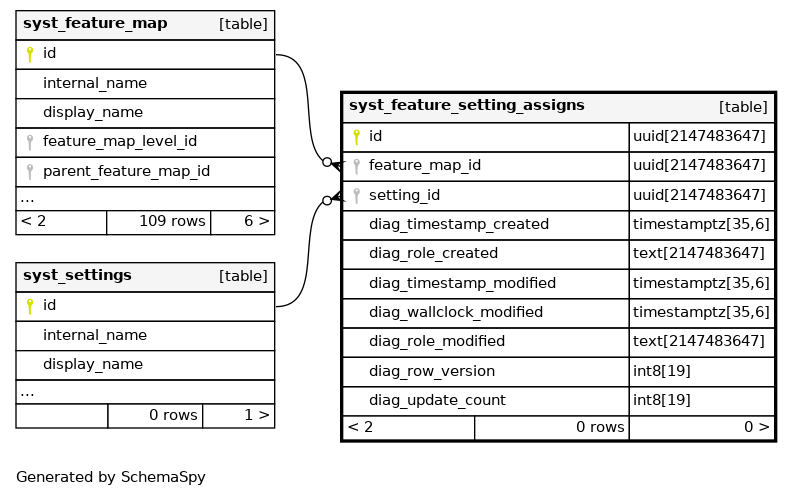 syst_feature_map [table]
id
internal_name
display_name
feature_map_level_id
parent_feature_map_id
...
< 2 109 rows 6 >
syst_settings [table]
id
internal_name
display_name
...
0 rows 1 >
syst_feature_setting_assigns [table]
id uuid[2147483647]
feature_map_id uuid[2147483647]
setting_id uuid[2147483647]
diag_timestamp_created timestamptz[35,6]
diag_role_created text[2147483647]
diag_timestamp_modified timestamptz[35,6]
diag_wallclock_modified timestamptz[35,6]
diag_role_modified text[2147483647]
diag_row_version int8[19]
diag_update_count int8[19]
< 2 0 rows 0 >
Generated by SchemaSpy